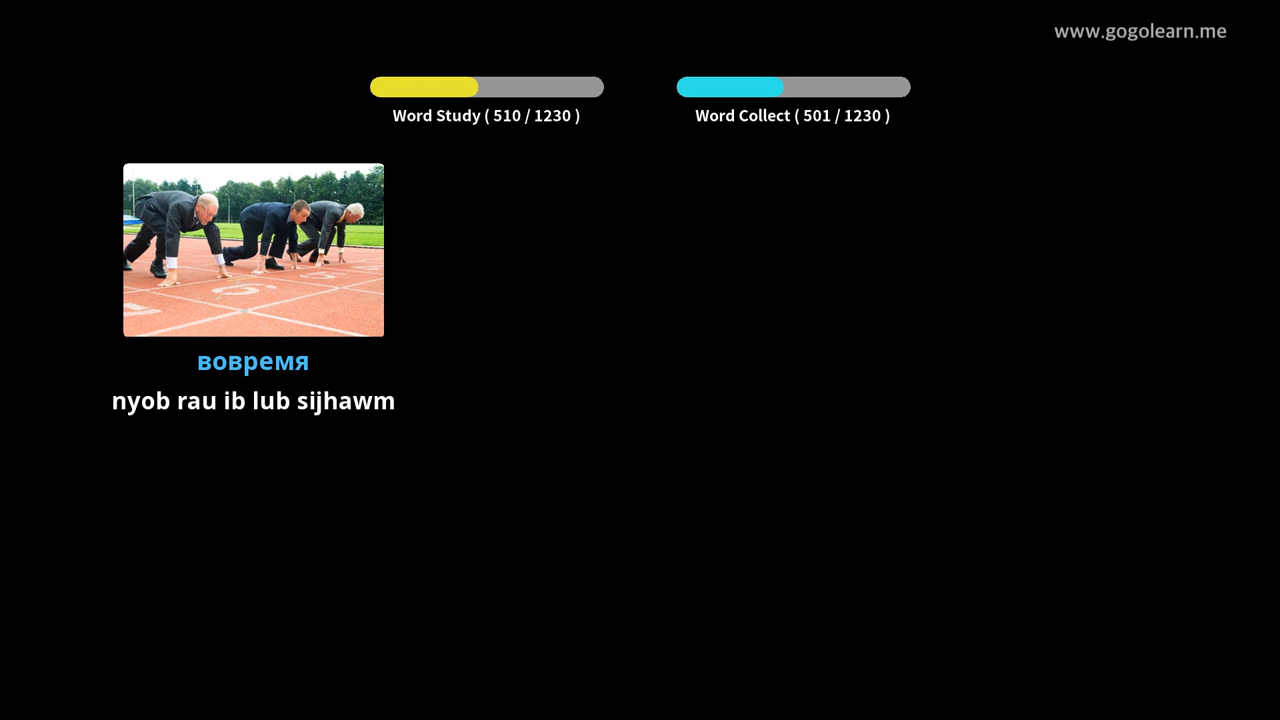 www.gogolearn.me
Word Study ( 510 / 1230 )
Word Collect ( 501 / 1230 )
вовремя
nyob rau ib lub sijhawm